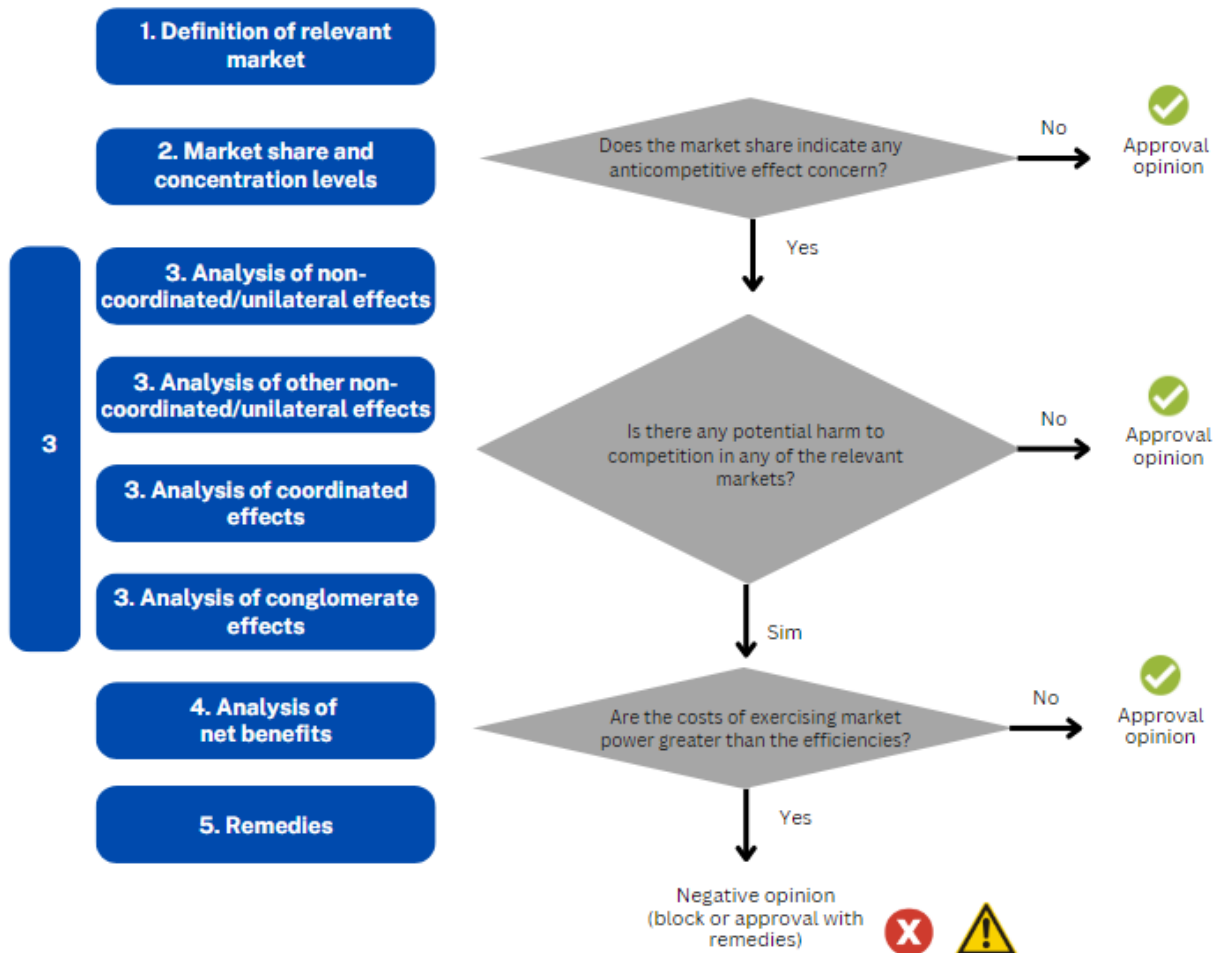 1. Definition of relevant
market
2. Market share and
concentration levels
Does the market share indicate any
anticompetitive effect concern?
No
Approval
opinion
Yes
3
3. Analysis of non-
coordinated/unilateral effects
3. Analysis of other non-
coordinated/unilateral effects
3. Analysis of coordinated
effects
3. Analysis of conglomerate
effects
Is there any potential harm to
competition in any of the relevant
markets?
No
Approval
opinion
Sim
4. Analysis of
net benefits
Are the costs of exercising market
power greater than the efficiencies?
No
Approval
opinion
5. Remedies
Yes
Negative opinion
(block or approval with
remedies)